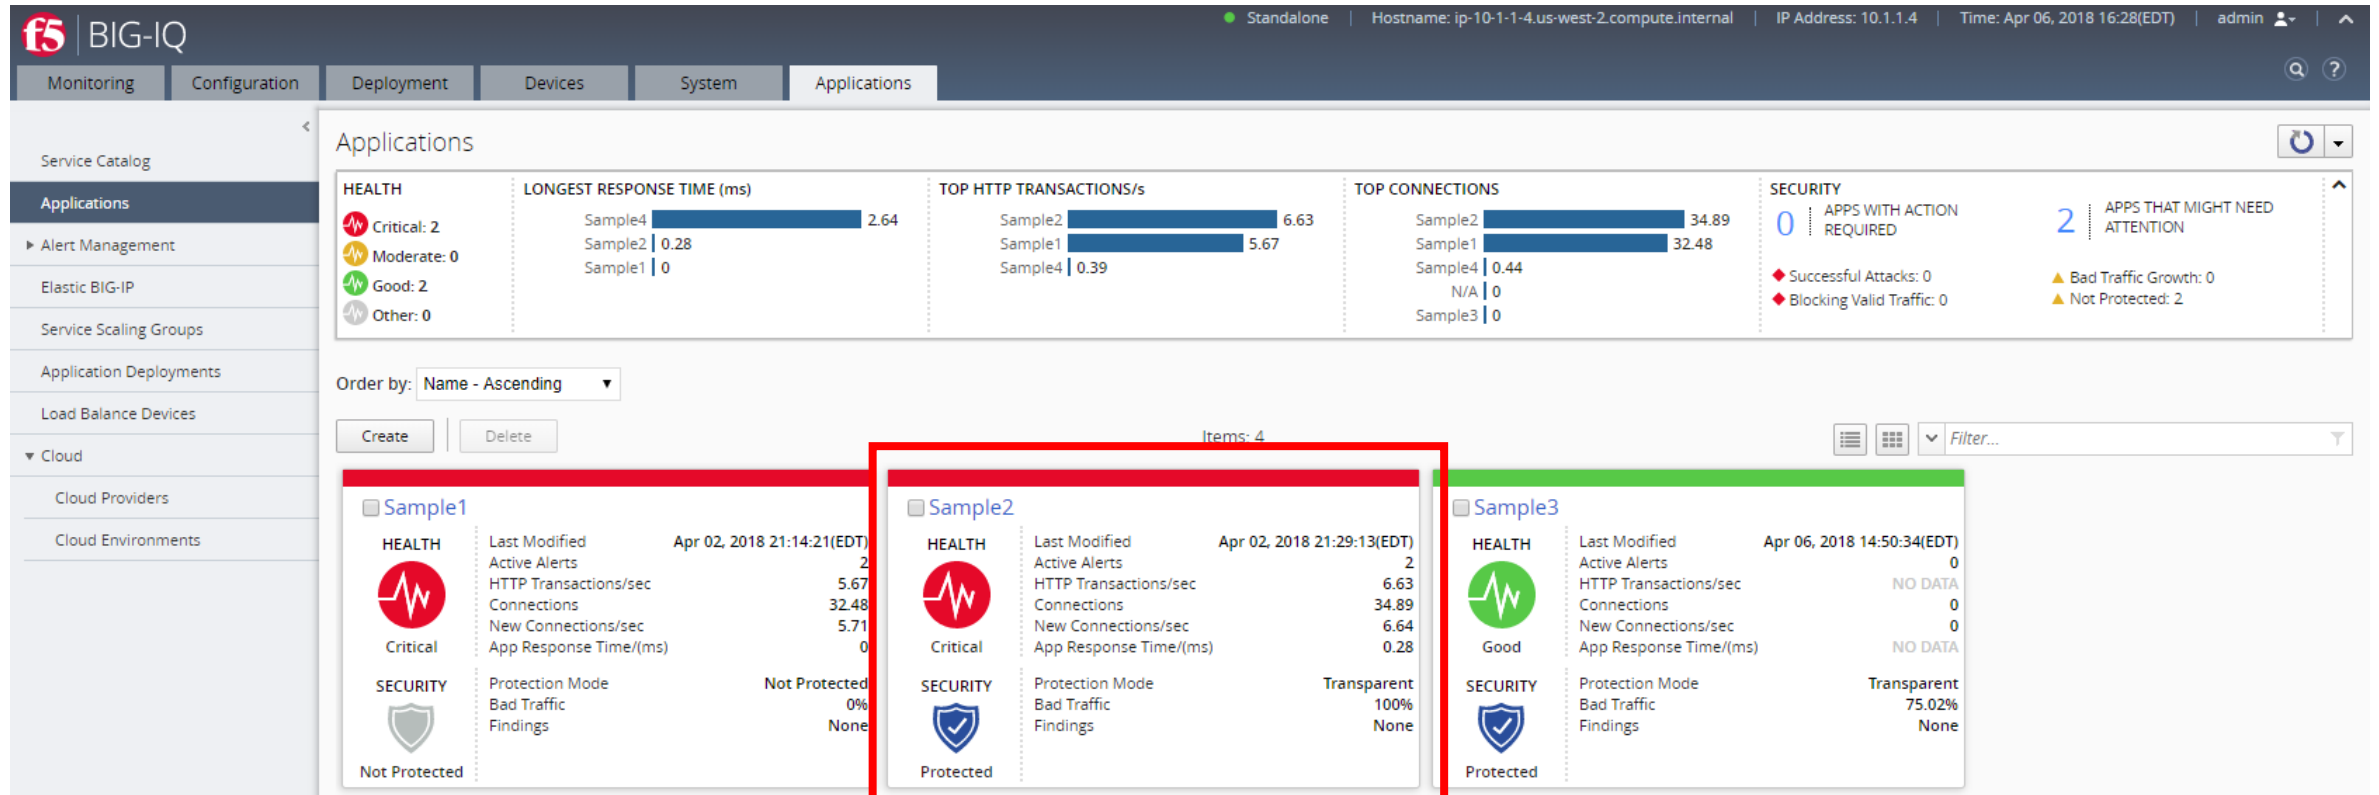 f5 BIG-IQ
Standalone | Hostname: ip-10-1-1-4.us-west-2.compute.internal | IP Address: 10.1.1.4 | Time: Apr 06, 2018 16:28(EDT) | admin
Monitoring Configuration Deployment Devices System Applications
Service Catalog
Applications
Alert Management
Elastic BIG-IP
Service Scaling Groups
Application Deployments
Load Balance Devices
Cloud
Cloud Providers
Cloud Environments
Applications
HEALTH
Critical: 2
Moderate: 0
Good: 2
Other: 0
LONGEST RESPONSE TIME (ms)
Sample4 2.64
Sample2 0.28
Sample1 0
TOP HTTP TRANSACTIONS/s
Sample2 6.63
Sample1 5.67
Sample4 0.39
TOP CONNECTIONS
Sample2 34.89
Sample1 32.48
Sample4 0.44
N/A 0
Sample3 0
SECURITY
0 APPS WITH ACTION
REQUIRED
2 APPS THAT MIGHT NEED
ATTENTION
Successful Attacks: 0
Blocking Valid Traffic: 0
Bad Traffic Growth: 0
Not Protected: 2
Order by: Name - Ascending
Create Delete Items: 4 Filter...
Sample1
HEALTH
Critical
Last Modified Apr 02, 2018 21:14:21(EDT)
Active Alerts 2
HTTP Transactions/sec 5.67
Connections 32.48
New Connections/sec 5.71
App Response Time/(ms) 0
SECURITY
Not Protected
Protection Mode Not Protected
Bad Traffic 0%
Findings None
Sample2
HEALTH
Critical
Last Modified Apr 02, 2018 21:29:13(EDT)
Active Alerts 2
HTTP Transactions/sec 6.63
Connections 34.89
New Connections/sec 6.64
App Response Time/(ms) 0.28
SECURITY
Protected
Protection Mode Transparent
Bad Traffic 100%
Findings None
Sample3
HEALTH
Good
Last Modified Apr 06, 2018 14:50:34(EDT)
Active Alerts 0
HTTP Transactions/sec NO DATA
Connections 0
New Connections/sec 0
App Response Time/(ms) NO DATA
SECURITY
Protected
Protection Mode Transparent
Bad Traffic 75.02%
Findings None